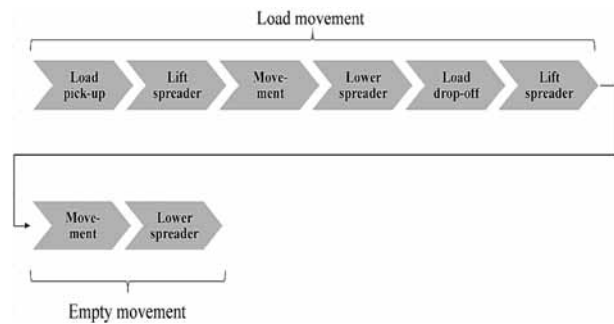 Load movement
Load
pick-up
Lift
spreader
Move-
ment
Lower
spreader
Load
drop-off
Lift
spreader
Move-
ment
Lower
spreader
Empty movement